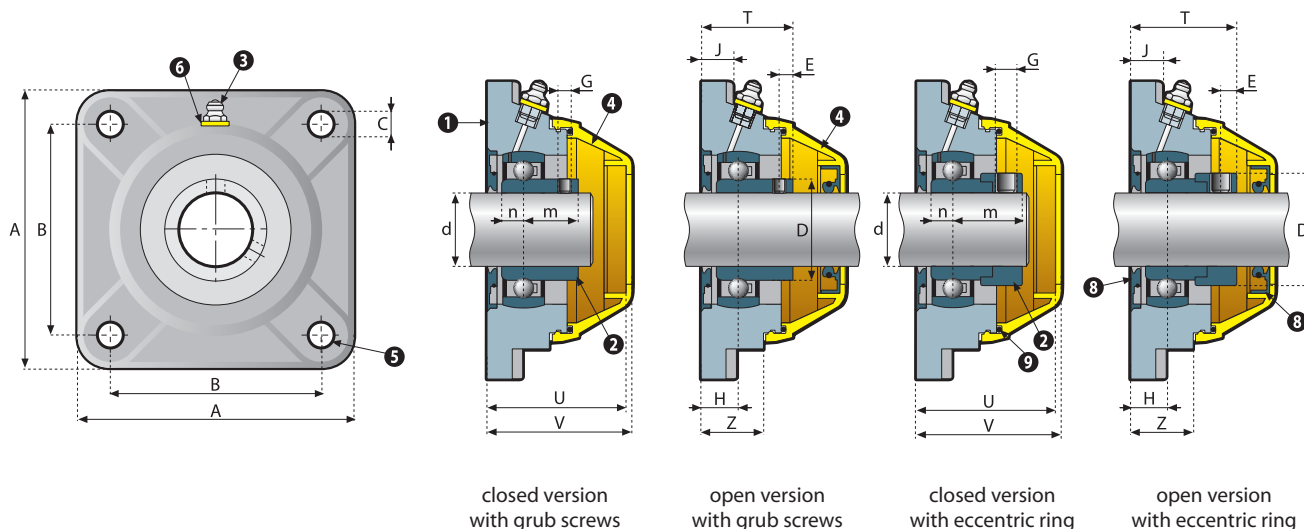 6
3
A
B
C
5
B
A
1
G
4
n
m
d
2
U
V
T
J
E
4
D
H
Z
G
n
m
d
9
2
U
V
T
J
E
D
8
8
H
Z
closed version
with grub screws
open version
with grub screws
closed version
with eccentric ring
open version
with eccentric ring